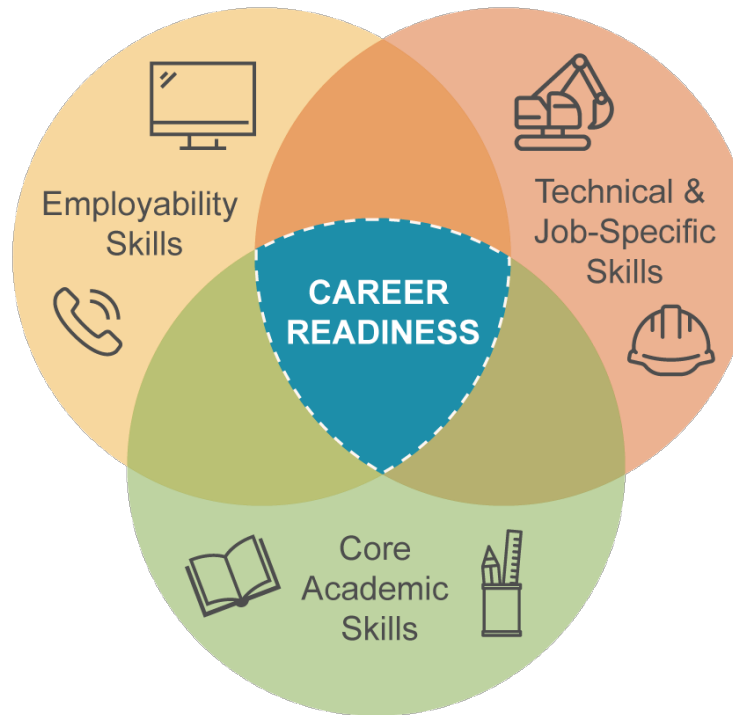 Employability
Skills
Technical &
Job-Specific
Skills
CAREER
READINESS
Core
Academic
Skills